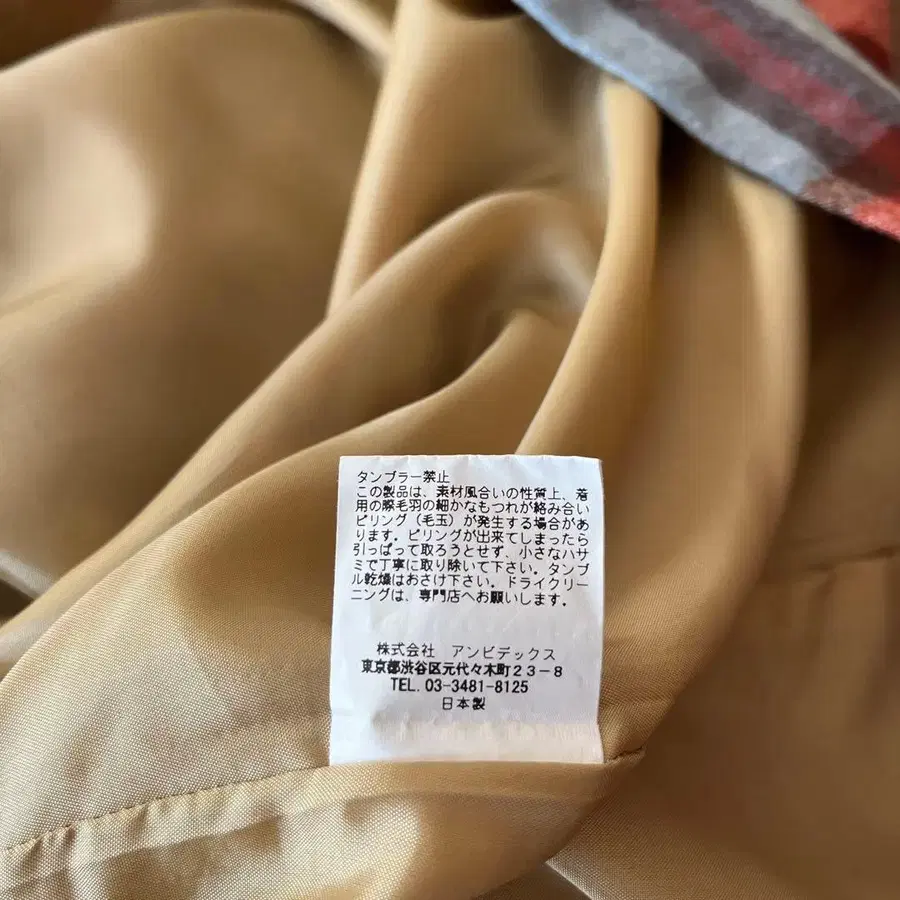 タンブラー禁止
この製品は、素材風合いの性質上、着
用の際毛羽の細かなもつれが絡み合い
ピリング（毛玉）が発生する場合があ
ります。ピリングが出来てしまったら
引っぱって取ろうとせず、小さなハサ
ミで丁寧に取り除いて下さい。タンブ
ル乾燥はおさけ下さい。ドライクリー
ニングは、専門店へお願いします。
株式会社　アンビデックス
東京都渋谷区元代々木町２３－８
TEL. 03-3481-8125
日本製